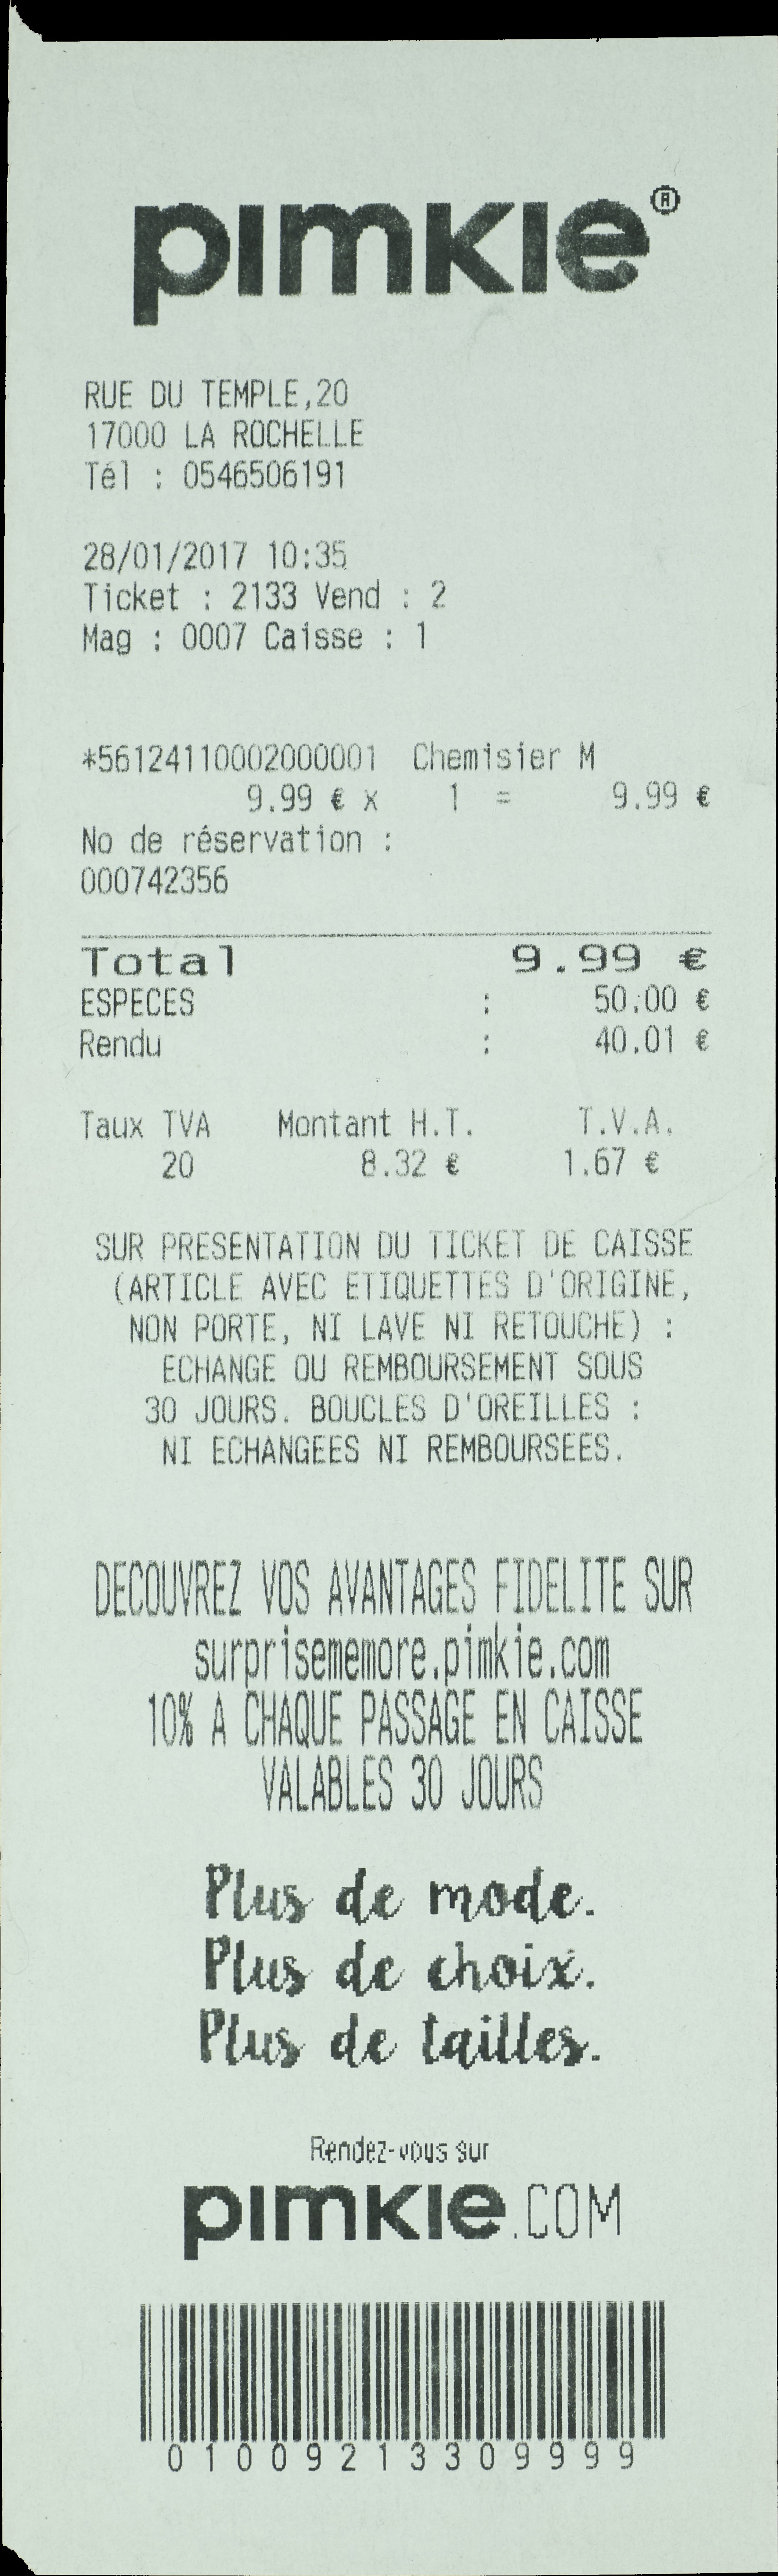 pimkie®
RUE DU TEMPLE,20
17000 LA ROCHELLE
Tél : 0546506191
28/01/2017 10:35
Ticket : 2133 Vend : 2
Mag : 0007 Caisse : 1
*56124110002000001 Chemisier M
9.99 € x 1 = 9.99 €
No de réservation :
000742356
Total 9.99 €
ESPECES : 50.00 €
Rendu : 40.01 €
Taux TVA Montant H.T. T.V.A.
20 8.32 € 1.67 €
SUR PRESENTATION DU TICKET DE CAISSE
(ARTICLE AVEC ETIQUETTES D'ORIGINE,
NON PORTE, NI LAVE NI RETOUCHE) :
ECHANGE OU REMBOURSEMENT SOUS
30 JOURS. BOUCLES D'OREILLES :
NI ECHANGEES NI REMBOURSEES.
DECOUVREZ VOS AVANTAGES FIDELITE SUR
surprisememore.pimkie.com
10% A CHAQUE PASSAGE EN CAISSE
VALABLES 30 JOURS
Plus de mode.
Plus de choix.
Plus de tailles.
Rendez-vous sur
pimkie.COM
01009213309999